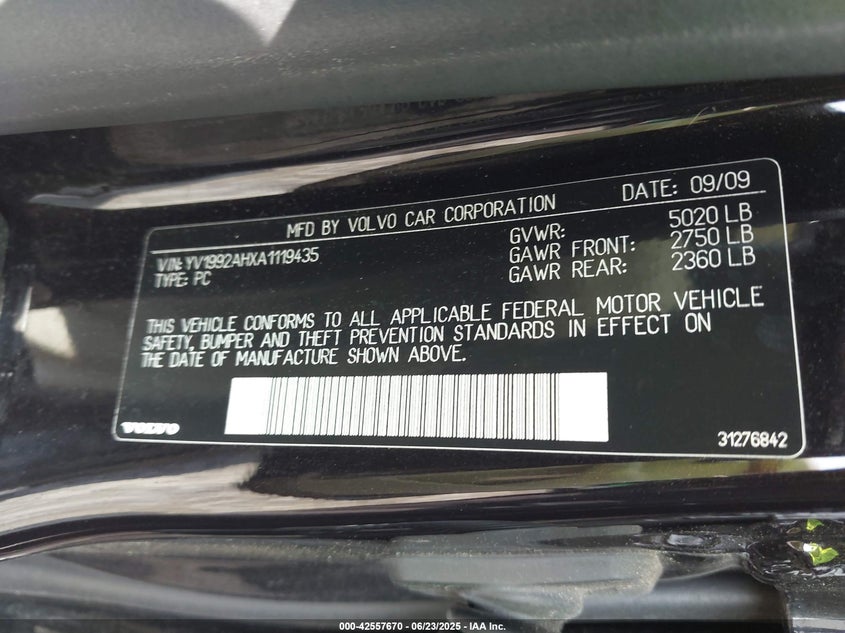 MFD BY VOLVO CAR CORPORATION DATE: 09/09
VIN: YV1992AHXA1119435 GVWR: 5020 LB
TYPE: PC GAWR FRONT: 2750 LB
GAWR REAR: 2360 LB
THIS VEHICLE CONFORMS TO ALL APPLICABLE FEDERAL MOTOR VEHICLE
SAFETY, BUMPER AND THEFT PREVENTION STANDARDS IN EFFECT ON
THE DATE OF MANUFACTURE SHOWN ABOVE.
VOLVO
31276842
000-42557670 - 06/23/2025 - IAA Inc.